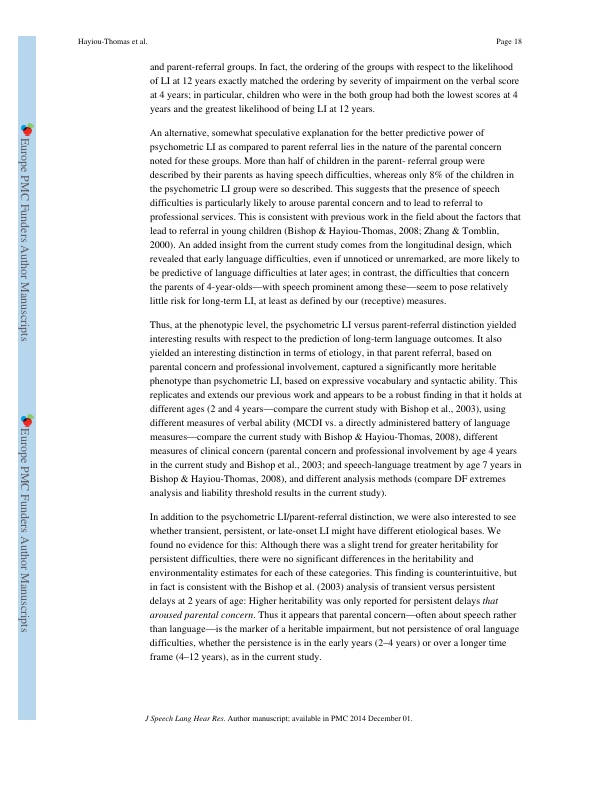 Hayiou-Thomas et al.
Page 18
and parent-referral groups. In fact, the ordering of the groups with respect to the likelihood
of LI at 12 years exactly matched the ordering by severity of impairment on the verbal score
at 4 years; in particular, children who were in the both group had both the lowest scores at 4
years and the greatest likelihood of being LI at 12 years.
An alternative, somewhat speculative explanation for the better predictive power of
psychometric LI as compared to parent referral lies in the nature of the parental concern
noted for these groups. More than half of children in the parent- referral group were
described by their parents as having speech difficulties, whereas only 8% of the children in
the psychometric LI group were so described. This suggests that the presence of speech
difficulties is particularly likely to arouse parental concern and to lead to referral to
professional services. This is consistent with previous work in the field about the factors that
lead to referral in young children (Bishop & Hayiou-Thomas, 2008; Zhang & Tomblin,
2000). An added insight from the current study comes from the longitudinal design, which
revealed that early language difficulties, even if unnoticed or unremarked, are more likely to
be predictive of language difficulties at later ages; in contrast, the difficulties that concern
the parents of 4-year-olds—with speech prominent among these—seem to pose relatively
little risk for long-term LI, at least as defined by our (receptive) measures.
Thus, at the phenotypic level, the psychometric LI versus parent-referral distinction yielded
interesting results with respect to the prediction of long-term language outcomes. It also
yielded an interesting distinction in terms of etiology, in that parent referral, based on
parental concern and professional involvement, captured a significantly more heritable
phenotype than psychometric LI, based on expressive vocabulary and syntactic ability. This
replicates and extends our previous work and appears to be a robust finding in that it holds at
different ages (2 and 4 years—compare the current study with Bishop et al., 2003), using
different measures of verbal ability (MCDI vs. a directly administered battery of language
measures—compare the current study with Bishop & Hayiou-Thomas, 2008), different
measures of clinical concern (parental concern and professional involvement by age 4 years
in the current study and Bishop et al., 2003; and speech-language treatment by age 7 years in
Bishop & Hayiou-Thomas, 2008), and different analysis methods (compare DF extremes
analysis and liability threshold results in the current study).
In addition to the psychometric LI/parent-referral distinction, we were also interested to see
whether transient, persistent, or late-onset LI might have different etiological bases. We
found no evidence for this: Although there was a slight trend for greater heritability for
persistent difficulties, there were no significant differences in the heritability and
environmentality estimates for each of these categories. This finding is counterintuitive, but
in fact is consistent with the Bishop et al. (2003) analysis of transient versus persistent
delays at 2 years of age: Higher heritability was only reported for persistent delays that
aroused parental concern. Thus it appears that parental concern—often about speech rather
than language—is the marker of a heritable impairment, but not persistence of oral language
difficulties, whether the persistence is in the early years (2–4 years) or over a longer time
frame (4–12 years), as in the current study.
J Speech Lang Hear Res. Author manuscript; available in PMC 2014 December 01.
Europe PMC Funders Author Manuscripts
Europe PMC Funders Author Manuscripts